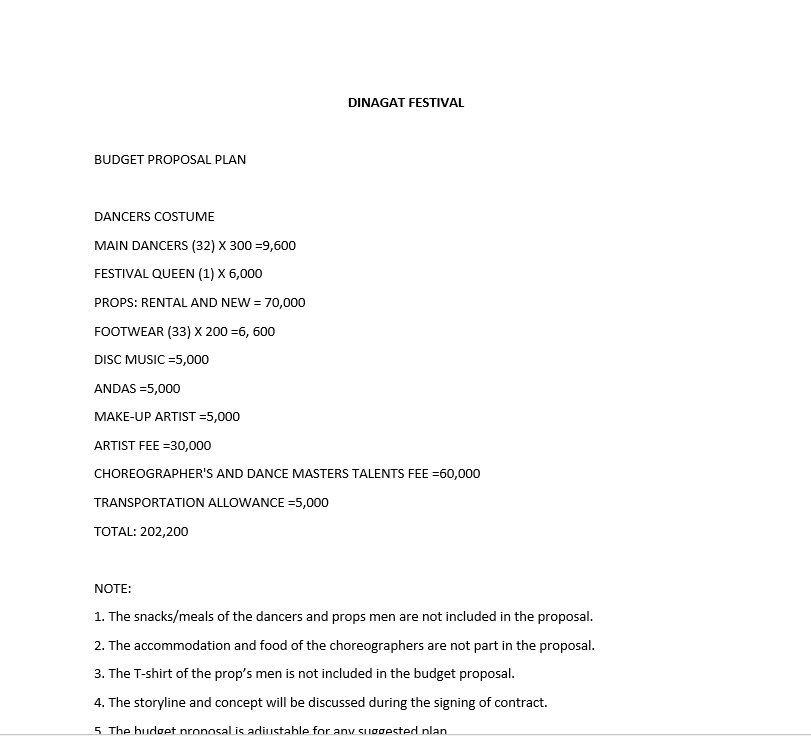 DINAGAT FESTIVAL
BUDGET PROPOSAL PLAN
DANCERS COSTUME
MAIN DANCERS (32) X 300 =9,600
FESTIVAL QUEEN (1) X 6,000
PROPS: RENTAL AND NEW = 70,000
FOOTWEAR (33) X 200 =6, 600
DISC MUSIC =5,000
ANDAS =5,000
MAKE-UP ARTIST =5,000
ARTIST FEE =30,000
CHOREOGRAPHER'S AND DANCE MASTERS TALENTS FEE =60,000
TRANSPORTATION ALLOWANCE =5,000
TOTAL: 202,200
NOTE:
1. The snacks/meals of the dancers and props men are not included in the proposal.
2. The accommodation and food of the choreographers are not part in the proposal.
3. The T-shirt of the prop’s men is not included in the budget proposal.
4. The storyline and concept will be discussed during the signing of contract.
5. The budget proposal is adjustable for any suggested plan